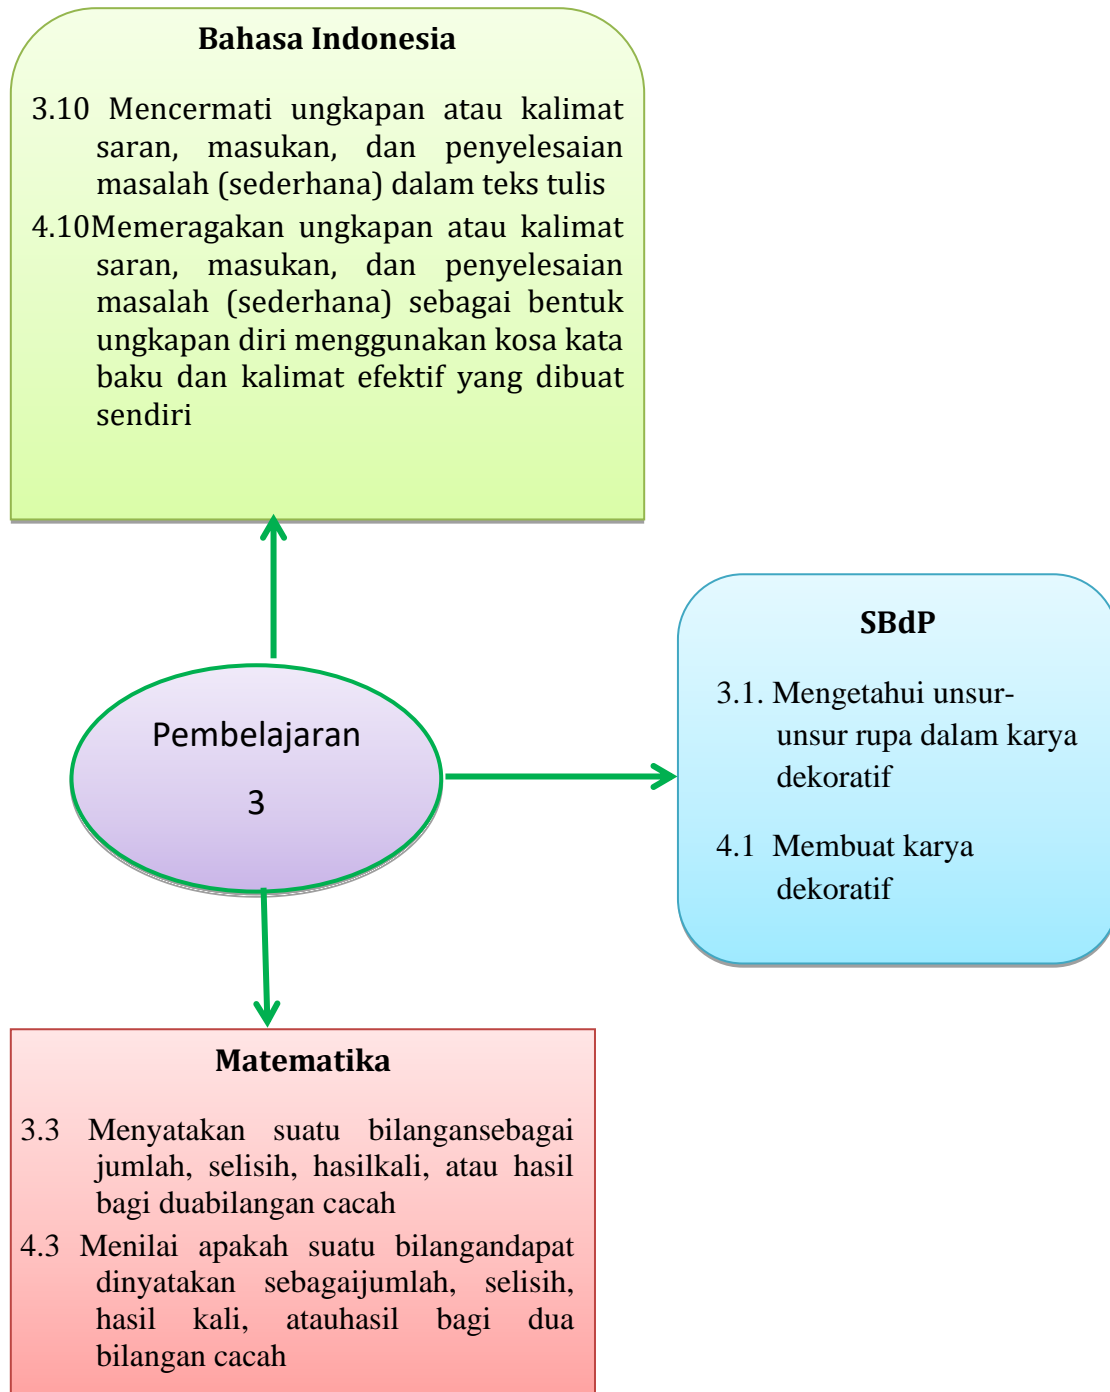 Bahasa Indonesia
3.10 Mencermati ungkapan atau kalimat
saran, masukan, dan penyelesaian
masalah (sederhana) dalam teks tulis
4.10Memeragakan ungkapan atau kalimat
saran, masukan, dan penyelesaian
masalah (sederhana) sebagai bentuk
ungkapan diri menggunakan kosa kata
baku dan kalimat efektif yang dibuat
sendiri
SBdP
3.1. Mengetahui unsur-
unsur rupa dalam karya
dekoratif
4.1 Membuat karya
dekoratif
Pembelajaran
3
Matematika
3.3 Menyatakan suatu bilangansebagai
jumlah, selisih, hasilkali, atau hasil
bagi duabilangan cacah
4.3 Menilai apakah suatu bilangandapat
dinyatakan sebagaijumlah, selisih,
hasil kali, atauhasil bagi dua
bilangan cacah